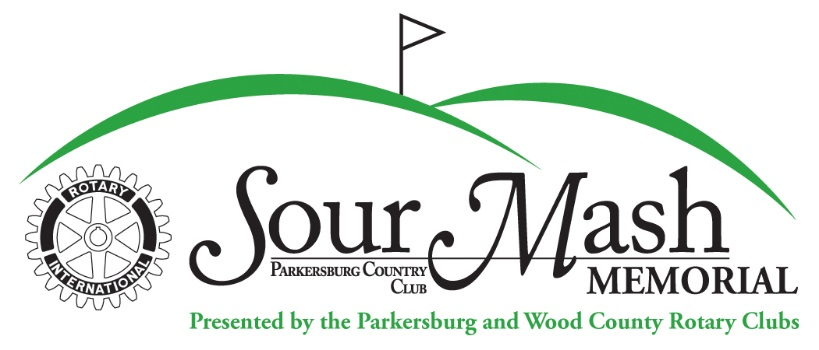 ROTARY
INTERNATIONAL
Sour Mash
PARKERSBURG COUNTRY
CLUB
MEMORIAL
Presented by the Parkersburg and Wood County Rotary Clubs